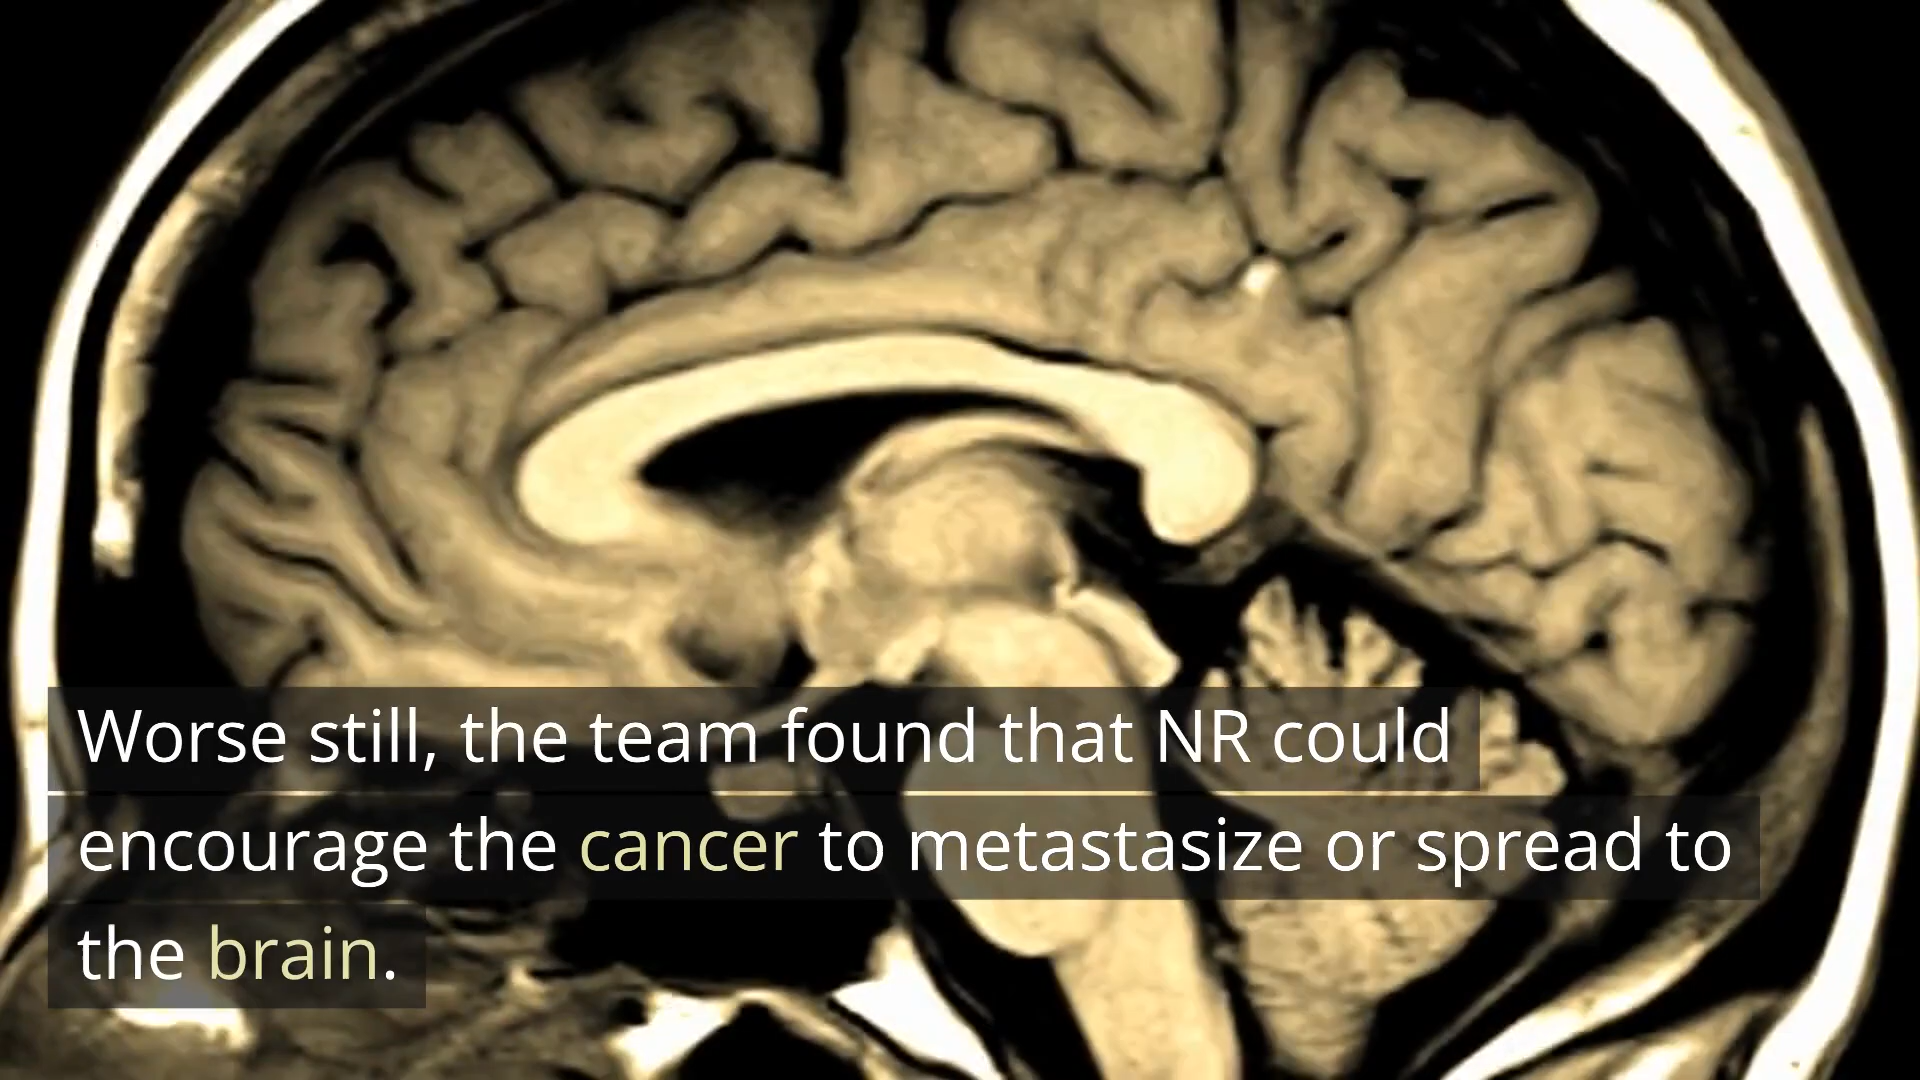 Worse still, the team found that NR could
encourage the cancer to metastasize or spread to
the brain.